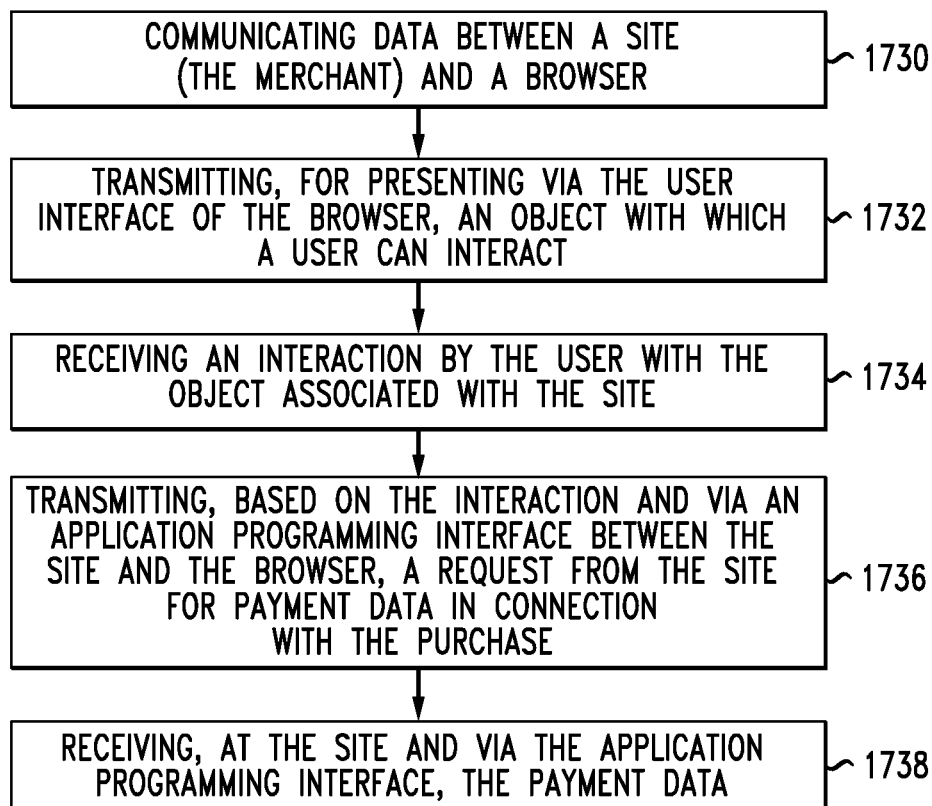 COMMUNICATING DATA BETWEEN A SITE
(THE MERCHANT) AND A BROWSER
1730
TRANSMITTING, FOR PRESENTING VIA THE USER
INTERFACE OF THE BROWSER, AN OBJECT WITH WHICH
A USER CAN INTERACT
1732
RECEIVING AN INTERACTION BY THE USER WITH THE
OBJECT ASSOCIATED WITH THE SITE
1734
TRANSMITTING, BASED ON THE INTERACTION AND VIA AN
APPLICATION PROGRAMMING INTERFACE BETWEEN THE
SITE AND THE BROWSER, A REQUEST FROM THE SITE
FOR PAYMENT DATA IN CONNECTION
WITH THE PURCHASE
1736
RECEIVING, AT THE SITE AND VIA THE APPLICATION
PROGRAMMING INTERFACE, THE PAYMENT DATA
1738